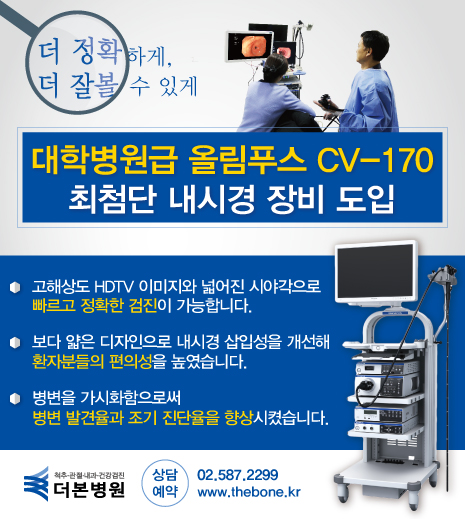 더 정확하게,
더 잘볼 수 있게
대학병원급 올림푸스 CV-170
최첨단 내시경 장비 도입
고해상도 HDTV 이미지와 넓어진 시야각으로
빠르고 정확한 검진이 가능합니다.
보다 얇은 디자인으로 내시경 삽입성을 개선해
환자분들의 편의성을 높였습니다.
병변을 가시화함으로써
병변 발견율과 조기 진단율을 향상시켰습니다.
척추·관절·내과·건강검진
더본병원
상담
예약
02.587.2299
www.thebone.kr